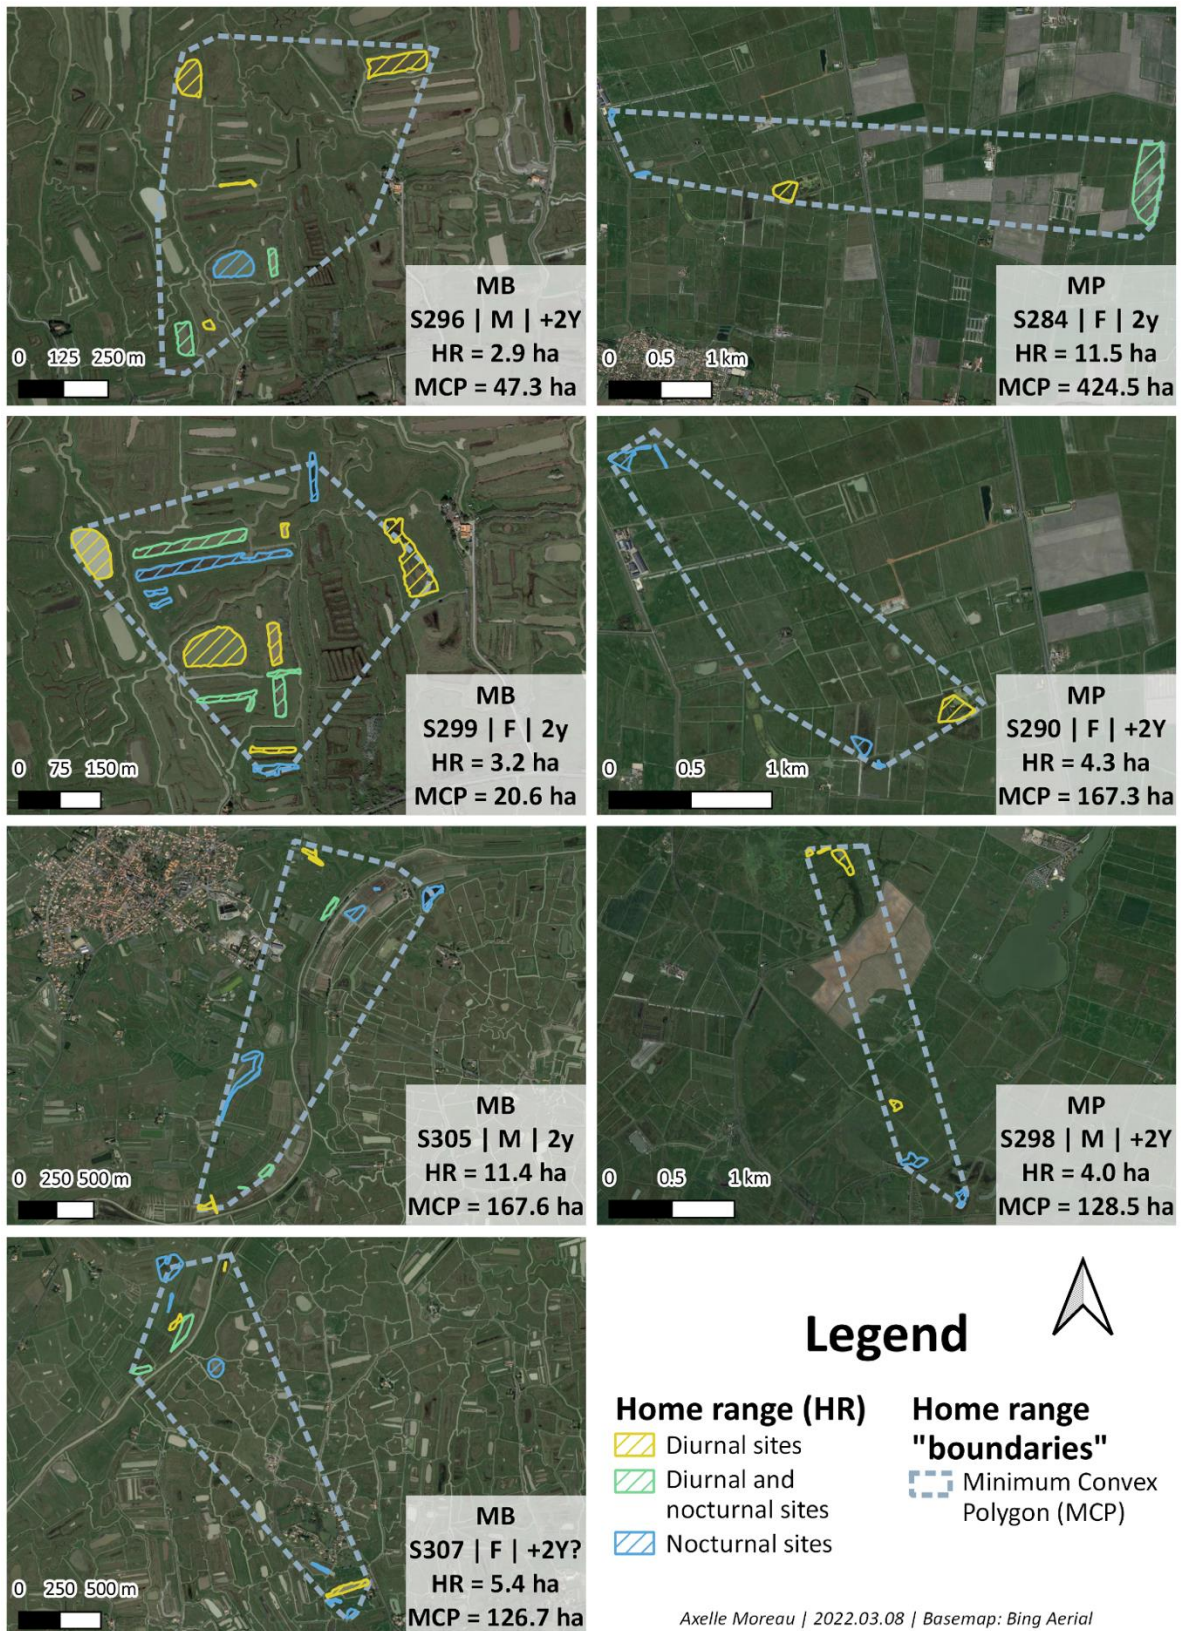 MB
S296 | M | +2Y
HR = 2.9 ha
MCP = 47.3 ha
0 125 250 m
MP
S284 | F | 2y
HR = 11.5 ha
MCP = 424.5 ha
0 0.5 1 km
MB
S299 | F | 2y
HR = 3.2 ha
MCP = 20.6 ha
0 75 150 m
MP
S290 | F | +2Y
HR = 4.3 ha
MCP = 167.3 ha
0 0.5 1 km
MB
S305 | M | 2y
HR = 11.4 ha
MCP = 167.6 ha
0 250 500 m
MP
S298 | M | +2Y
HR = 4.0 ha
MCP = 128.5 ha
0 0.5 1 km
MB
S307 | F | +2Y?
HR = 5.4 ha
MCP = 126.7 ha
0 250 500 m
Legend
Home range (HR)
Diurnal sites
Diurnal and
nocturnal sites
Nocturnal sites
Home range
"boundaries"
Minimum Convex
Polygon (MCP)
Axelle Moreau | 2022.03.08 | Basemap: Bing Aerial